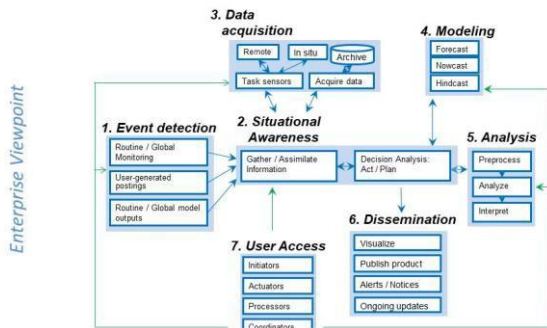 Enterprise Viewpoint
3. Data
acquisition
Remote
In situ
Archive
Task sensors
Acquire data
4. Modeling
Forecast
Nowcast
Hindcast
1. Event detection
Routine / Global
Monitoring
User-generated
postings
Routine / Global model
outputs
2. Situational
Awareness
Gather / Assimilate
Information
Decision Analysis:
Act / Plan
5. Analysis
Preprocess
Analyze
Interpret
6. Dissemination
Visualize
Publish product
Alerts / Notices
Ongoing updates
7. User Access
Initiators
Actuators
Processors
Coordinators